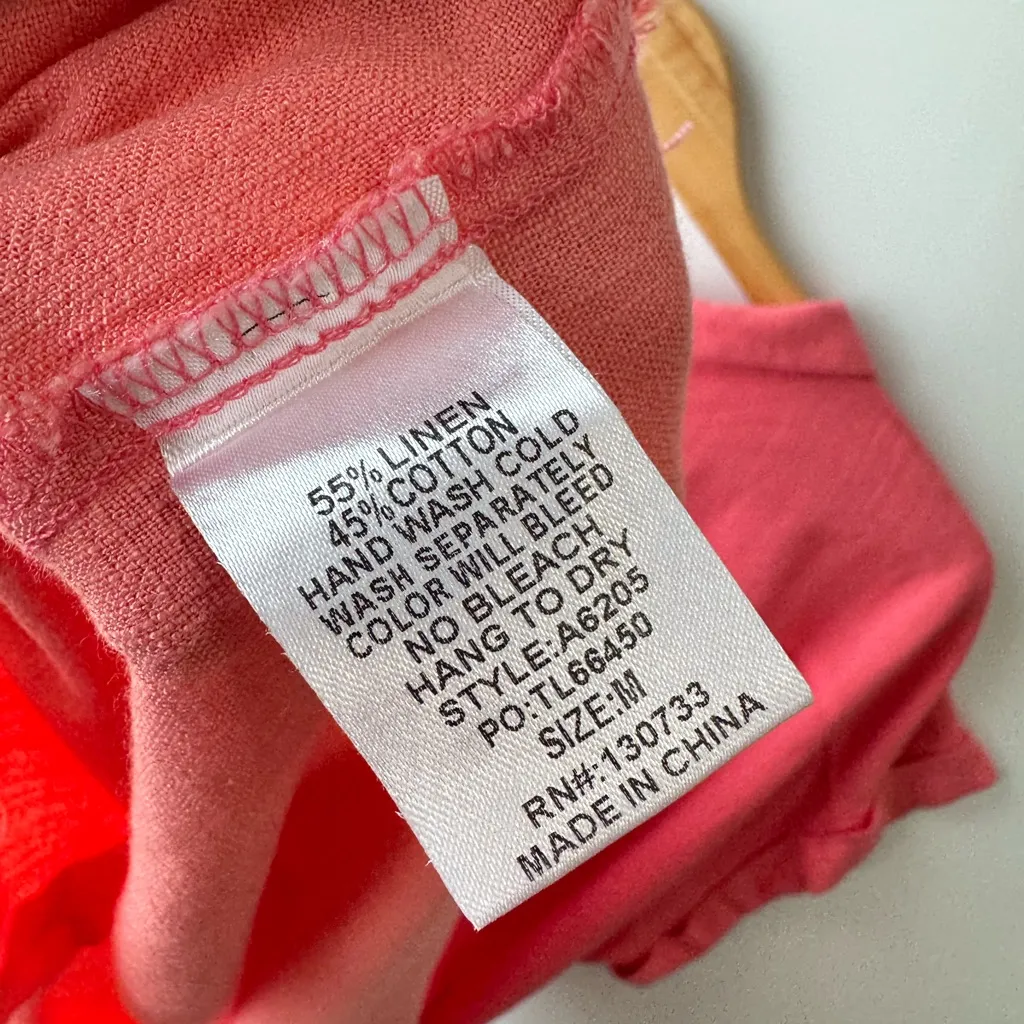 55% LINEN
45%COTTON
HAND WASH COLD
WASH SEPARATELY
COLOR WILL BLEED
NO BLEACH
HANG TO DRY
STYLE:A6205
PO:TL66450
SIZE:M
RN#:130733
MADE IN CHINA